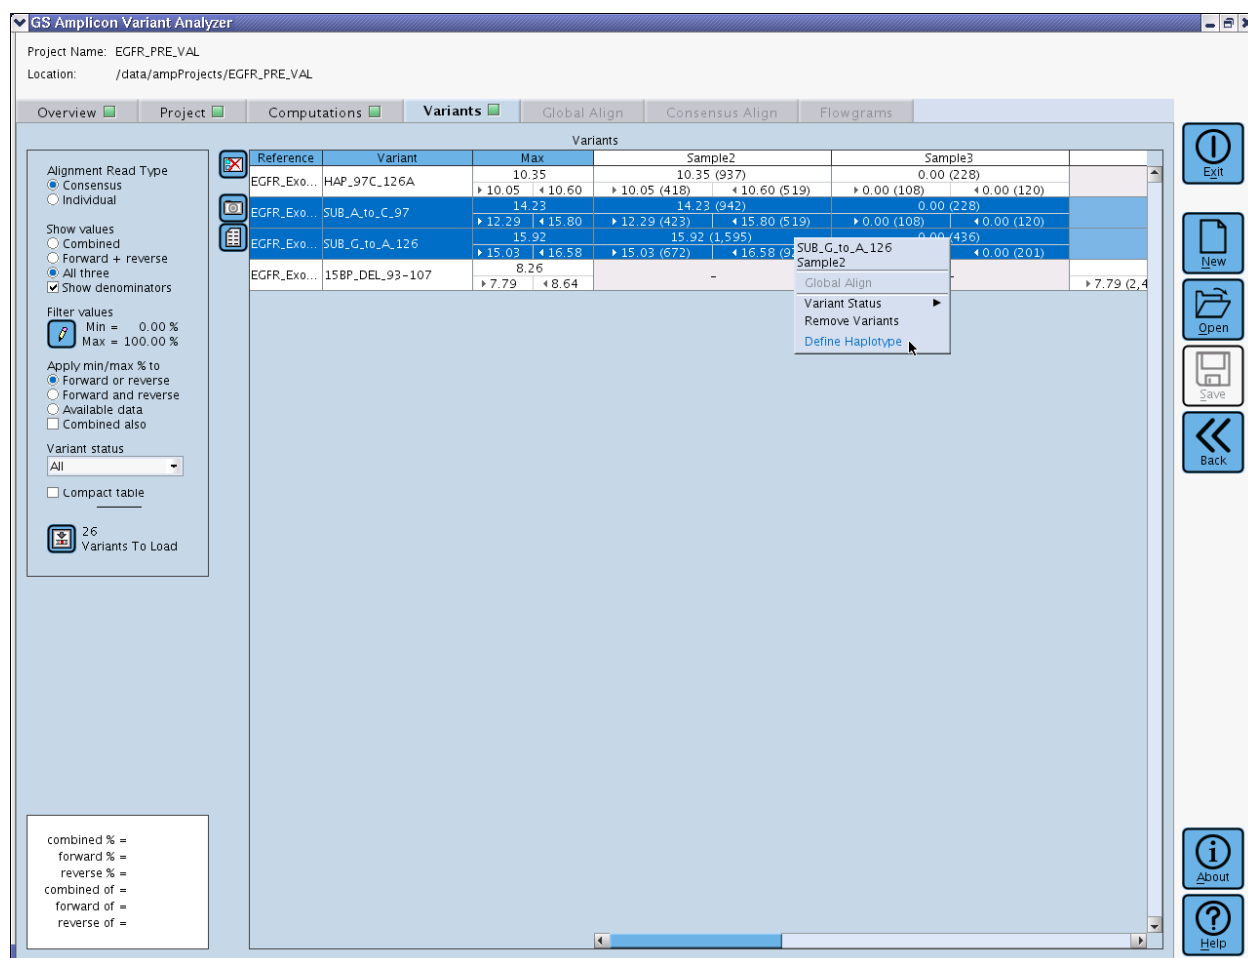 GS Amplicon Variant Analyzer
Project Name: EGFR_PRE_VAL
Location: /data/ampProjects/EGFR_PRE_VAL
Overview Project Computations Variants Global Align Consensus Align Flowgrams
Variants
Alignment Read Type
Consensus
Individual
Show values
Combined
Forward + reverse
All three
Show denominators
Filter values
Min = 0.00 %
Max = 100.00 %
Apply min/max % to
Forward or reverse
Forward and reverse
Available data
Combined also
Variant status
All
Compact table
26
Variants To Load
Reference Variant Max Sample2 Sample3
EGFR_Exo... HAP_97C_126A 10.35 10.35 (937) 0.00 (228)
10.05 10.60 10.05 (418) 10.60 (519) 0.00 (108) 0.00 (120)
EGFR_Exo... SUB_A_to_C_97 14.23 14.23 (942) 0.00 (228)
12.29 15.80 12.29 (423) 15.80 (519) 0.00 (108) 0.00 (120)
EGFR_Exo... SUB_G_to_A_126 15.92 15.92 (1,595) 0.00 (436)
15.03 16.58 15.03 (672) 16.58 0.00 (201)
EGFR_Exo... 15BP_DEL_93-107 8.26 - -
7.79 8.64 7.79 (2,4
SUB_G_to_A_126
Sample2
Global Align
Variant Status
Remove Variants
Define Haplotype
combined % =
forward % =
reverse % =
combined of =
forward of =
reverse of =
Exit
New
Open
Save
Back
About
Help